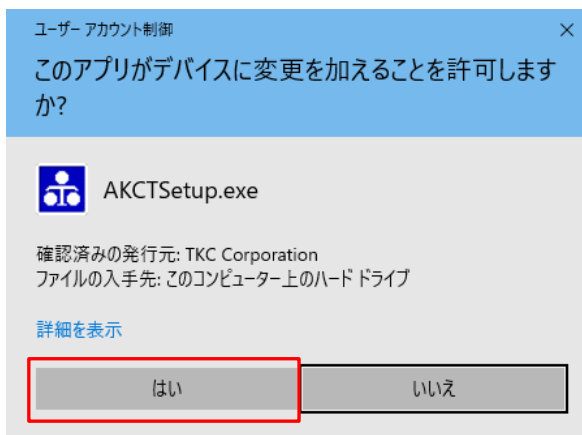 ユーザー アカウント制御
このアプリがデバイスに変更を加えることを許可します
か?
AKCTSetup.exe
確認済みの発行元: TKC Corporation
ファイルの入手先: このコンピューター上のハード ドライブ
詳細を表示
はい
いいえ